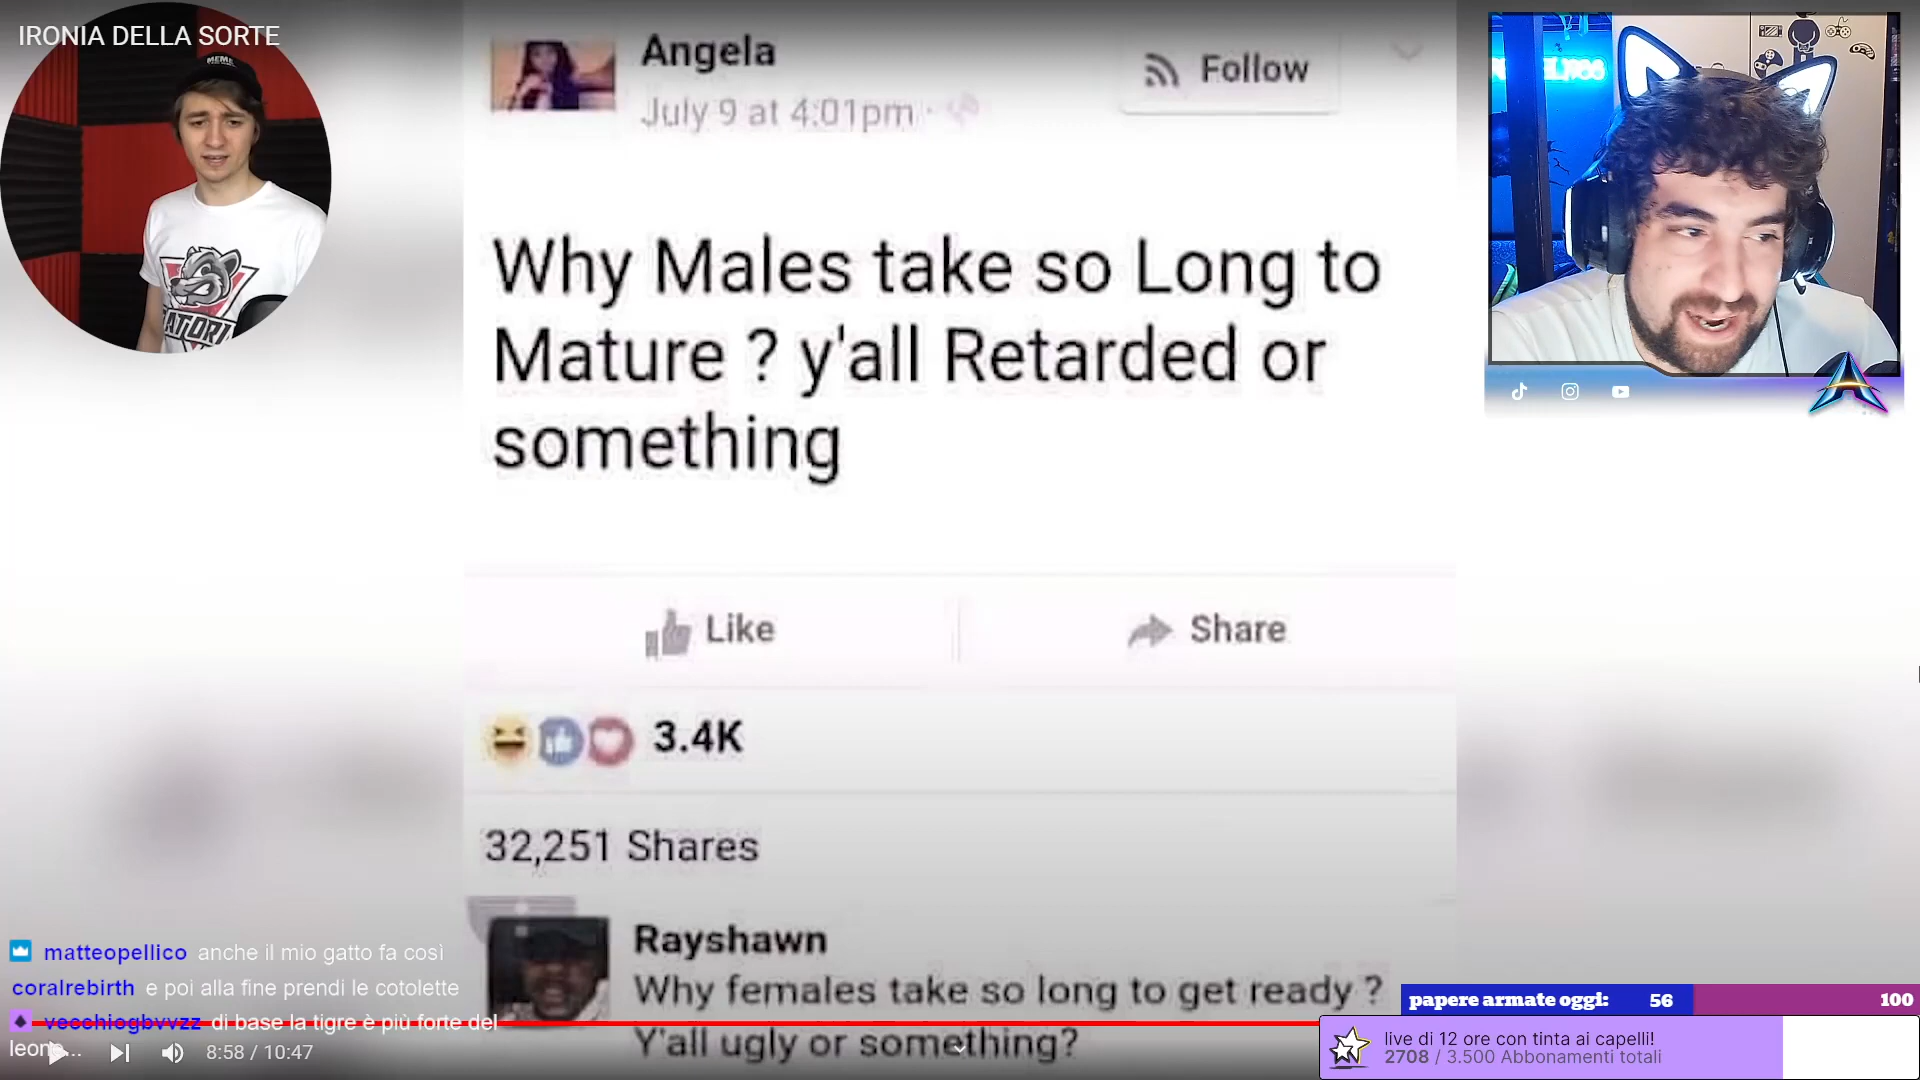 IRONIA DELLA SORTE
MEME
Angela
Follow
July 9 at 4:01pm ·
Why Males take so Long to
Mature ? y'all Retarded or
something
Like
Share
3.4K
32,251 Shares
Rayshawn
Why females take so long to get ready ?
Y'all ugly or something?
matteopellico anche il mio gatto fa così
coralrebirth e poi alla fine prendi le cotolette
vecchiogbvvzz di base la tigre è più forte del
leone...
8:58 / 10:47
papere armate oggi: 56 100
live di 12 ore con tinta ai capelli!
2708 / 3.500 Abbonamenti totali